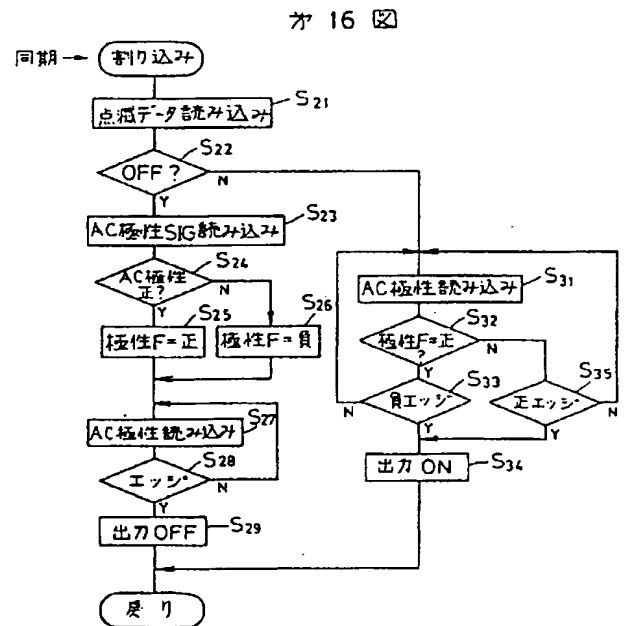 第16図
同期→
割り込み
点滅データ読み込み
S21
OFF?
S22
N
Y
AC極性SIG読み込み
S23
AC極性
正?
S24
N
Y
極性F=正
S25
極性F=負
S26
AC極性読み込み
S27
エッジ
S28
N
Y
出力OFF
S29
戻り
AC極性読み込み
S31
極性F=正
?
S32
N
Y
負エッジ
S33
N
Y
正エッジ
S35
N
Y
出力ON
S34